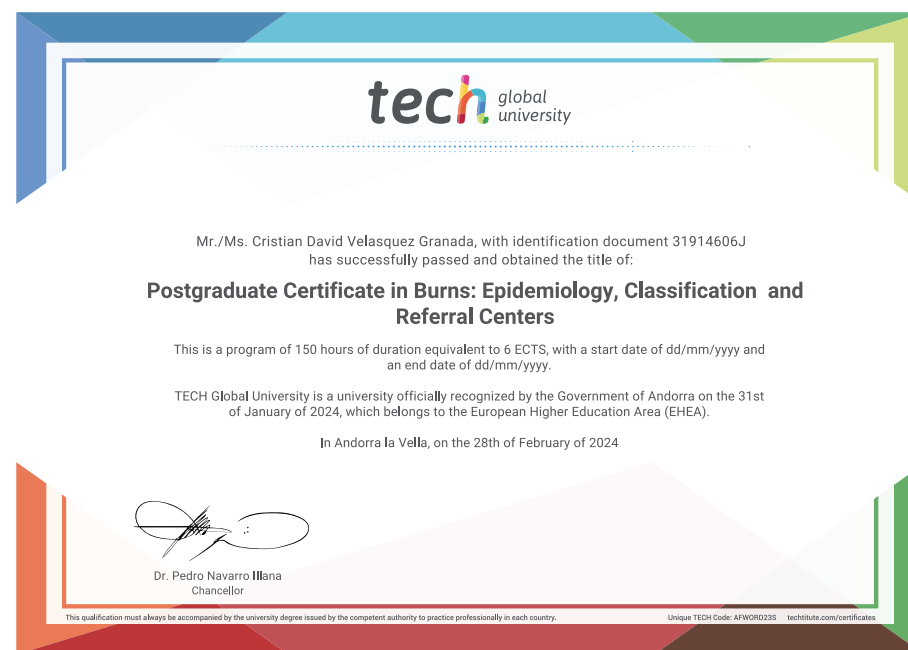 tech global
university
Mr./Ms. Cristian David Velasquez Granada, with identification document 31914606J
has successfully passed and obtained the title of:
Postgraduate Certificate in Burns: Epidemiology, Classification and
Referral Centers
This is a program of 150 hours of duration equivalent to 6 ECTS, with a start date of dd/mm/yyyy and
an end date of dd/mm/yyyy.
TECH Global University is a university officially recognized by the Government of Andorra on the 31st
of January of 2024, which belongs to the European Higher Education Area (EHEA).
In Andorra la Vella, on the 28th of February of 2024
Dr. Pedro Navarro Illana
Chancellor
This qualification must always be accompanied by the university degree issued by the competent authority to practice professionally in each country.
Unique TECH Code: AFWORD23S techtitute.com/certificates